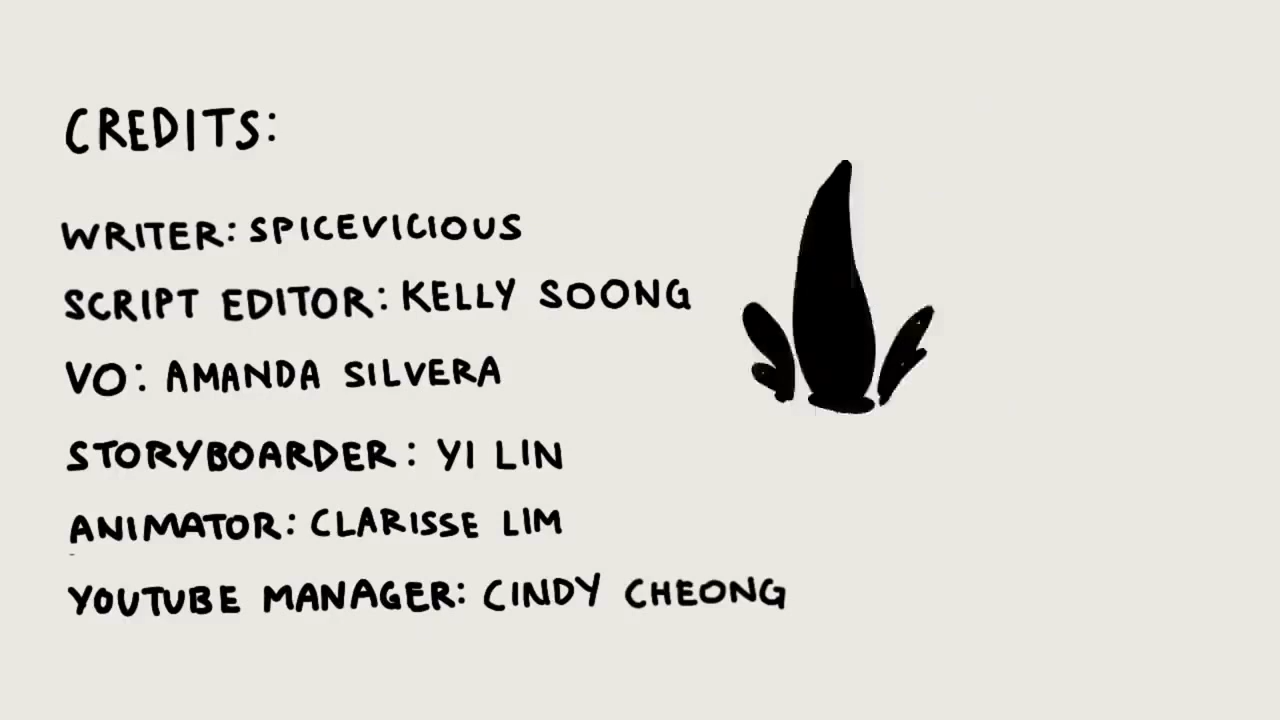 CREDITS:
WRITER: SPICEVICIOUS
SCRIPT EDITOR: KELLY SOONG
VO: AMANDA SILVERA
STORYBOARDER: YI LIN
ANIMATOR: CLARISSE LIM
YOUTUBE MANAGER: CINDY CHEONG